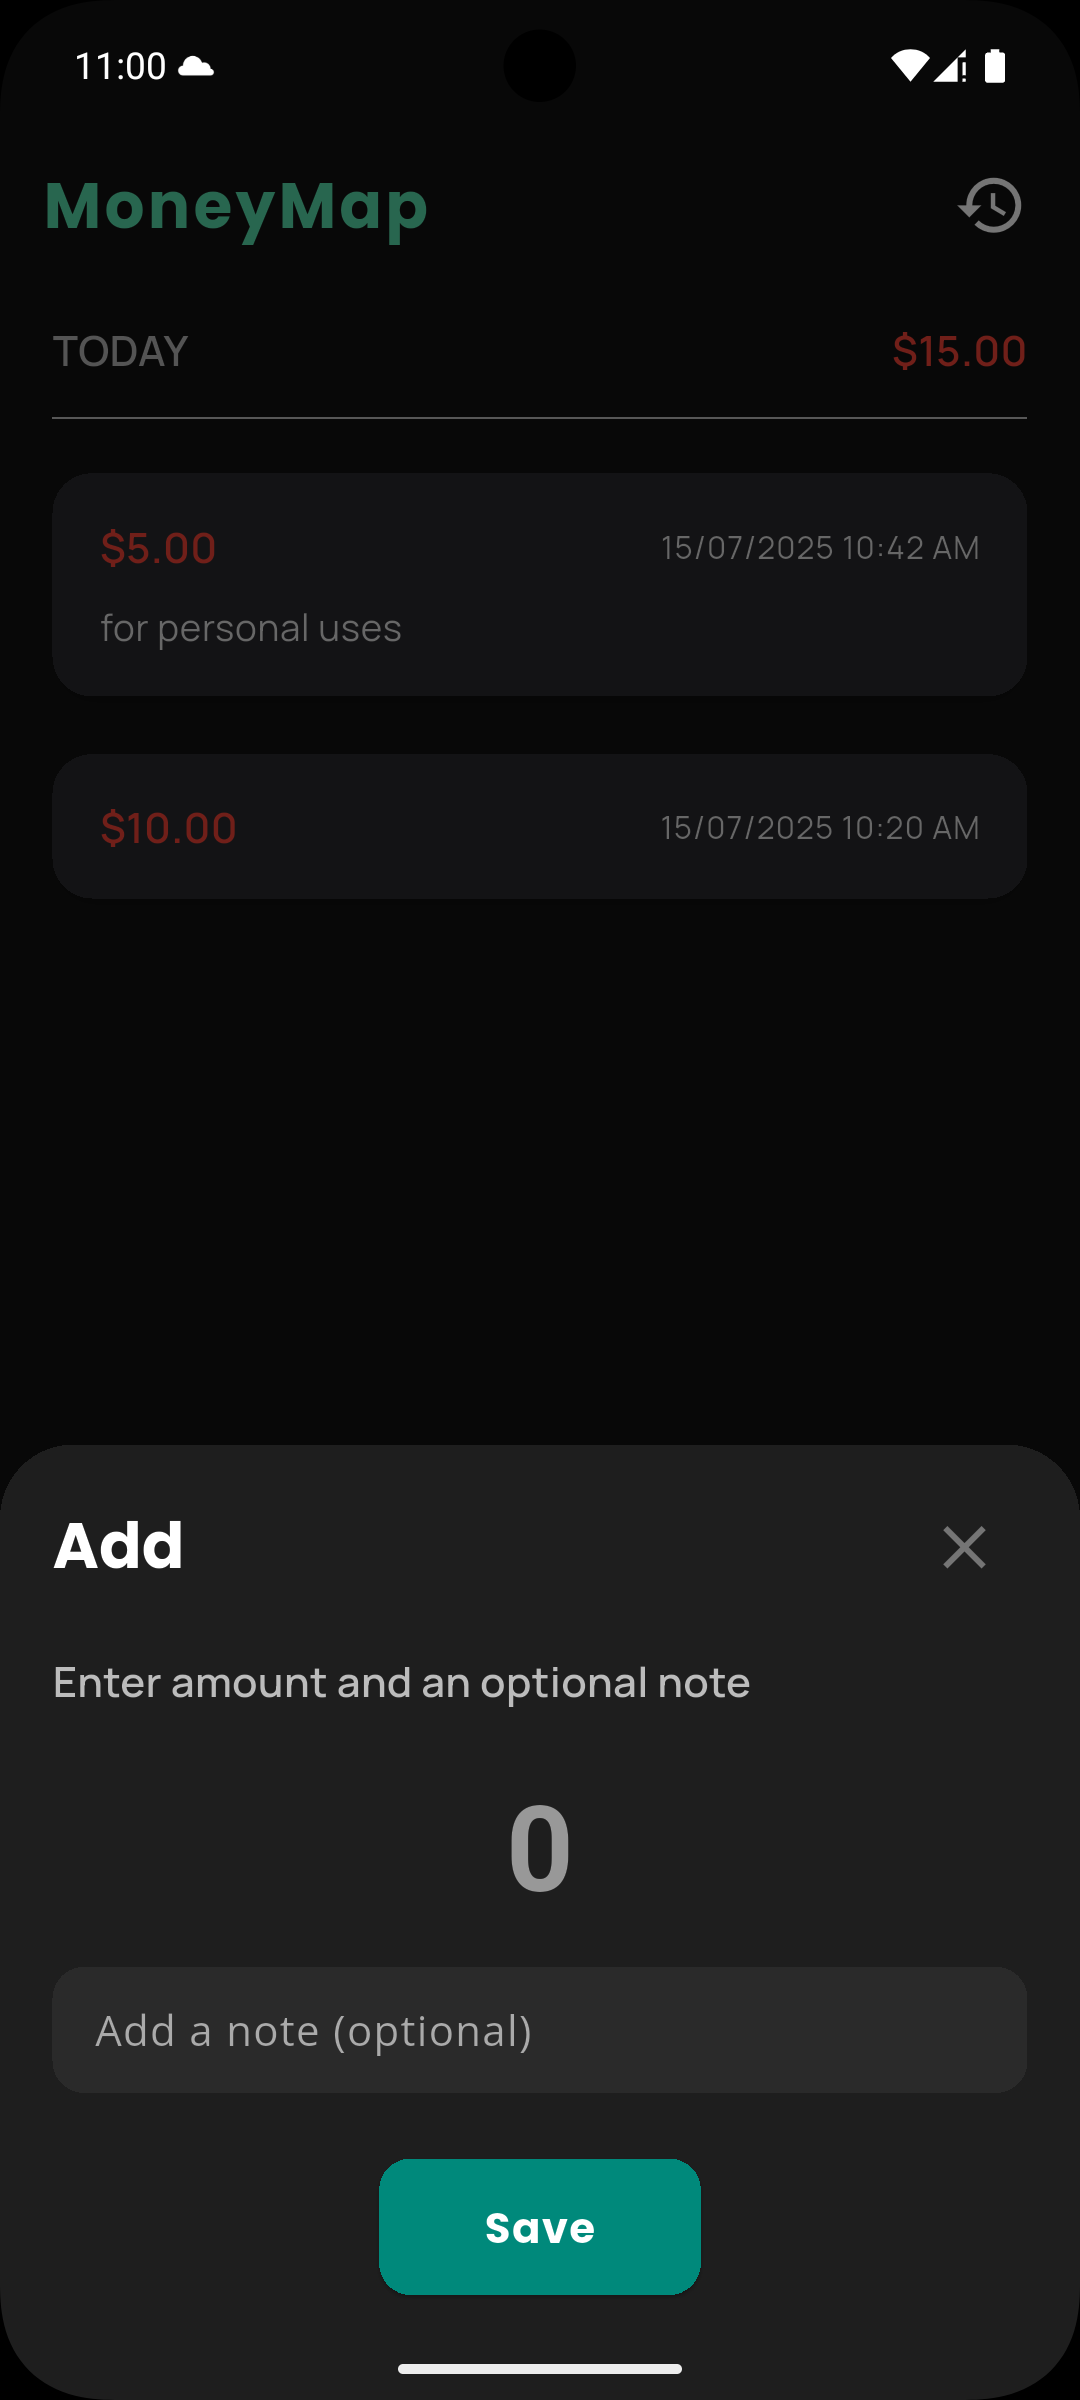 11:00
MoneyMap
TODAY $15.00
$5.00 15/07/2025 10:42 AM
for personal uses
$10.00 15/07/2025 10:20 AM
Add
Enter amount and an optional note
0
Add a note (optional)
Save